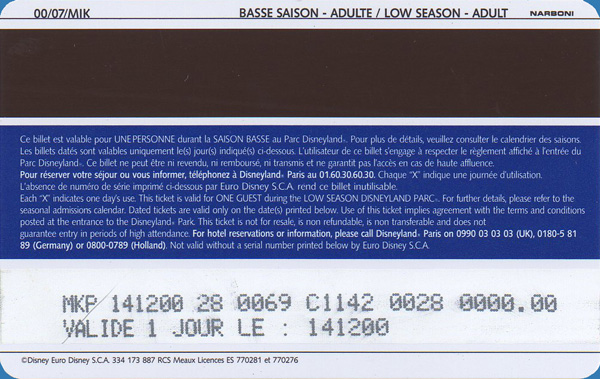 00/07/MIK BASSE SAISON - ADULTE / LOW SEASON - ADULT NARBONI
Ce billet est valable pour UNE PERSONNE durant la SAISON BASSE au Parc Disneyland®. Pour plus de détails, veuillez consulter le calendrier des saisons.
Les billets datés sont valables uniquement le(s) jour(s) indiqué(s) ci-dessous. L'utilisateur de ce billet s'engage à respecter le règlement affiché à l'entrée du
Parc Disneyland®. Ce billet ne peut être ni revendu, ni remboursé, ni transmis et ne garantit pas l'accès en cas de haute affluence.
Pour réserver votre séjour ou vous informer, téléphonez à Disneyland® Paris au 01.60.30.60.30. Chaque "X" indique une journée d'utilisation.
L'absence de numéro de série imprimé ci-dessous par Euro Disney S.C.A. rend ce billet inutilisable.
Each "X" indicates one day's use. This ticket is valid for ONE GUEST during the LOW SEASON DISNEYLAND PARK®. For further details, please refer to the
seasonal admissions calendar. Dated tickets are valid only on the date(s) printed below. Use of this ticket implies agreement with the terms and conditions
posted at the entrance to the Disneyland® Park. This ticket is not for resale, is non refundable, is non transferable and does not
guarantee entry in periods of high attendance. For hotel reservations or information, please call Disneyland® Paris on 0990 03 03 03 (UK), 0180-5 81
89 (Germany) or 0800-0789 (Holland). Not valid without a serial number printed below by Euro Disney S.C.A.
MKP 141200 28 0069 C1142 0028 0000.00
VALIDE 1 JOUR LE : 141200
©Disney Euro Disney S.C.A. 334 173 887 RCS Meaux Licences ES 770281 et 770276